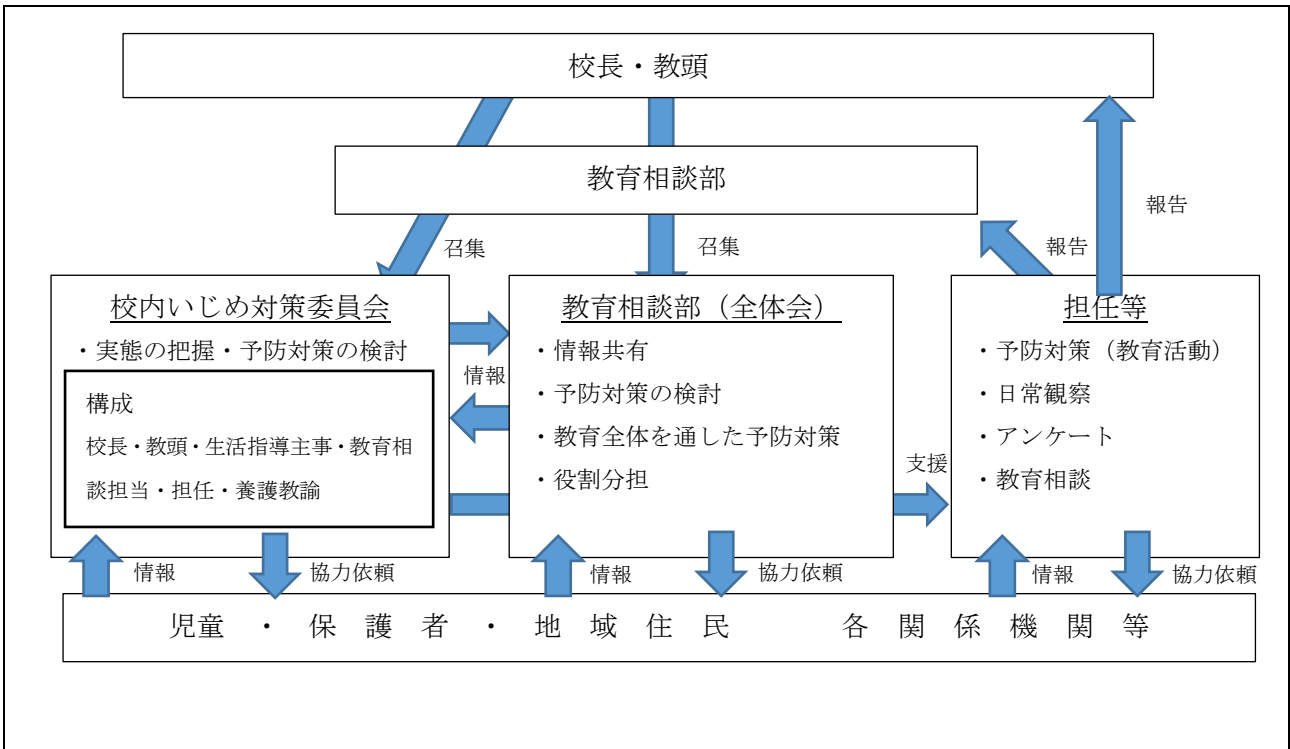 校長・教頭
教育相談部
報告
召集
召集
報告
校内いじめ対策委員会
・実態の把握・予防対策の検討
構成
校長・教頭・生活指導主事・教育相
談担当・担任・養護教諭
情報
教育相談部（全体会）
・情報共有
・予防対策の検討
・教育全体を通した予防対策
・役割分担
支援
担任等
・予防対策（教育活動）
・日常観察
・アンケート
・教育相談
情報
協力依頼
情報
協力依頼
情報
協力依頼
児童・保護者・地域住民　各関係機関等